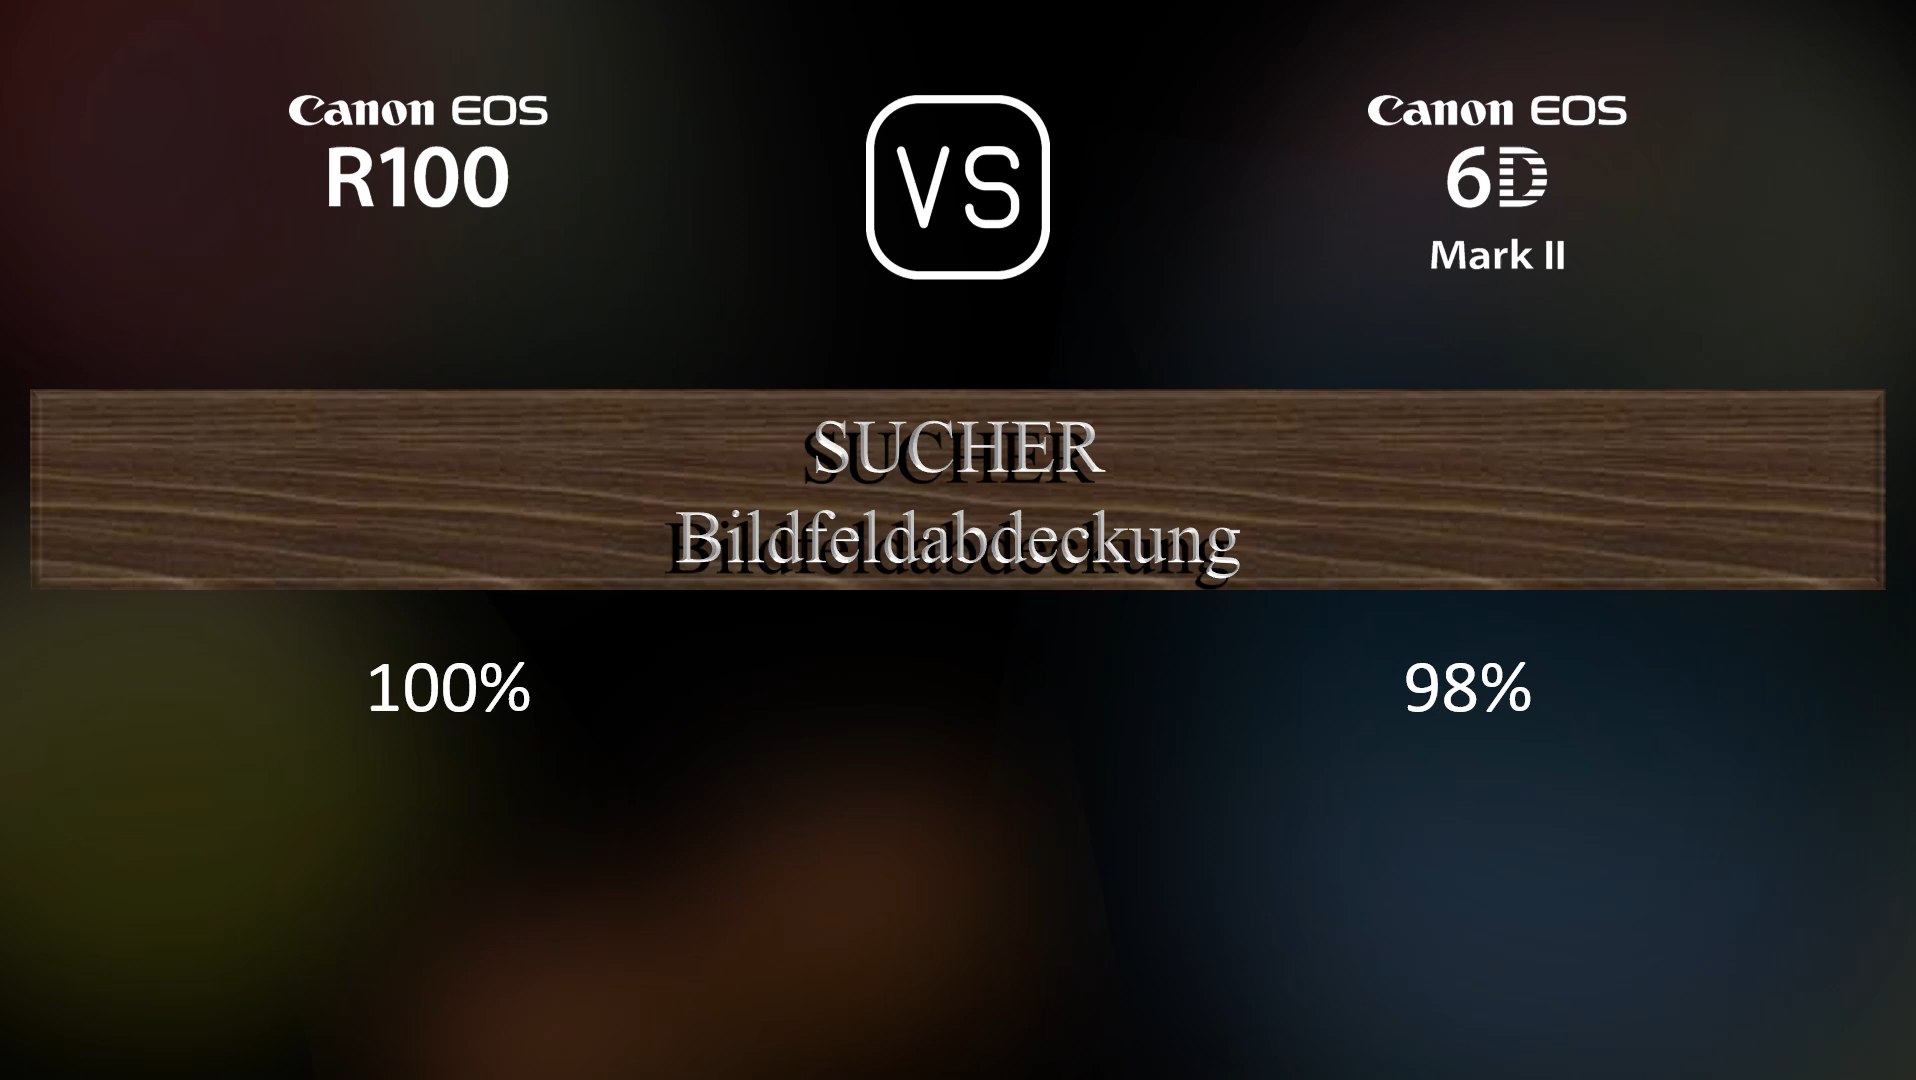 Canon EOS
R100
VS
Canon EOS
6D
Mark II
SUCHER
Bildfeldabdeckung
100%
98%